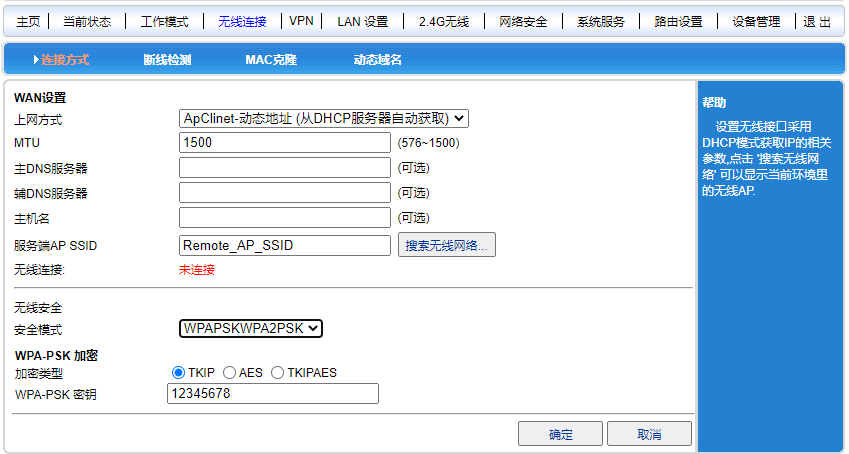 主页 当前状态 工作模式 无线连接 VPN LAN 设置 2.4G无线 网络安全 系统服务 路由设置 设备管理 退 出
连接方式 断线检测 MAC克隆 动态域名
WAN设置
上网方式 ApClinet-动态地址 (从DHCP服务器自动获取)
MTU 1500 (576~1500)
主DNS服务器 (可选)
辅DNS服务器 (可选)
主机名 (可选)
服务端AP SSID Remote_AP_SSID 搜索无线网络...
无线连接: 未连接
无线安全
安全模式 WPAPSKWPA2PSK
WPA-PSK 加密
加密类型 TKIP AES TKIPAES
WPA-PSK 密钥 12345678
确定 取消
帮助
设置无线接口采用
DHCP模式获取IP的相关
参数,点击 '搜索无线网
络' 可以显示当前环境里
的无线AP.